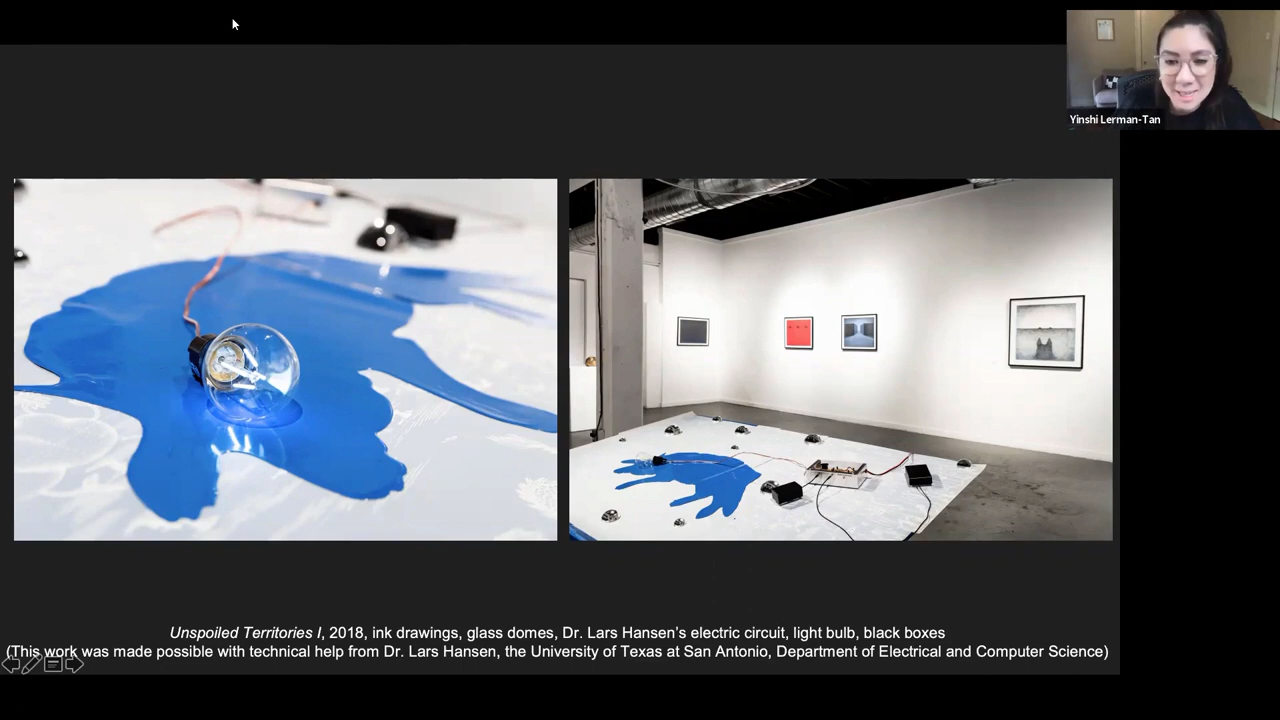 Yinshi Lerman-Tan
Unspoiled Territories I, 2018, ink drawings, glass domes, Dr. Lars Hansen's electric circuit, light bulb, black boxes
(This work was made possible with technical help from Dr. Lars Hansen, the University of Texas at San Antonio, Department of Electrical and Computer Science)